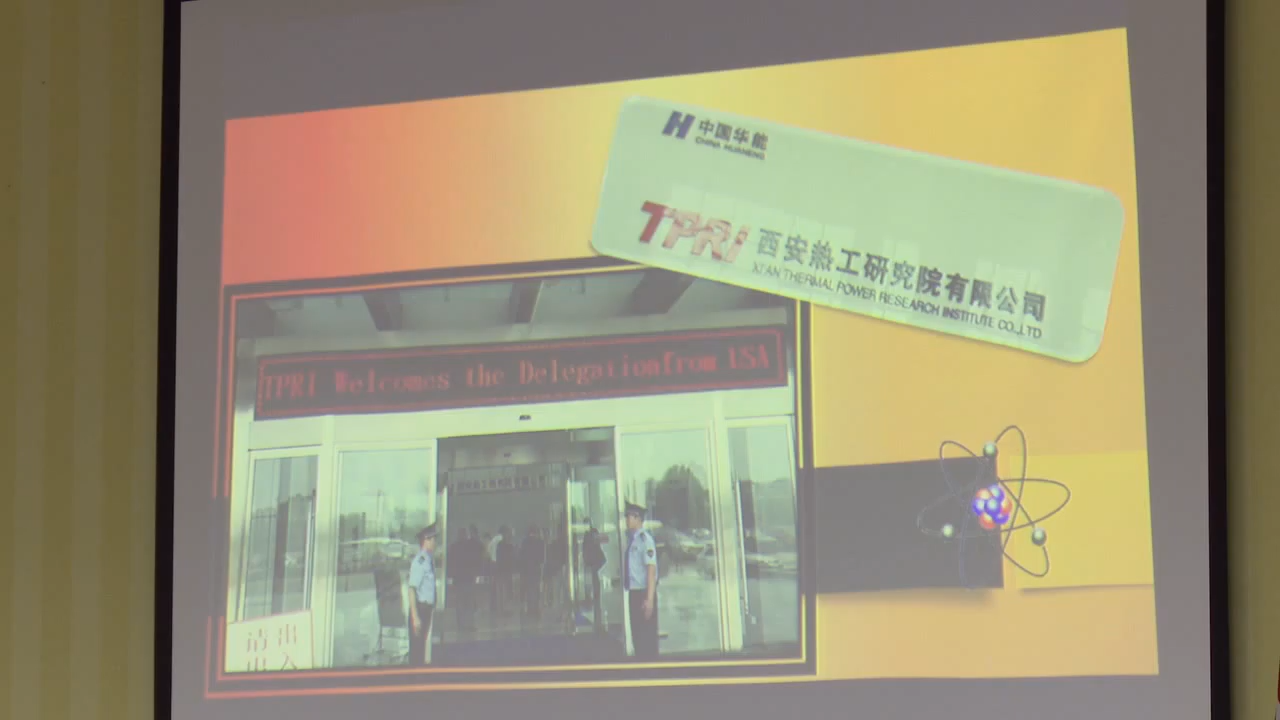 中国华能
CHINA HUANENG
TPRI 西安热工研究院有限公司
XI'AN THERMAL POWER RESEARCH INSTITUTE CO.,LTD
TPRI Welcomes the Delegationfrom USA